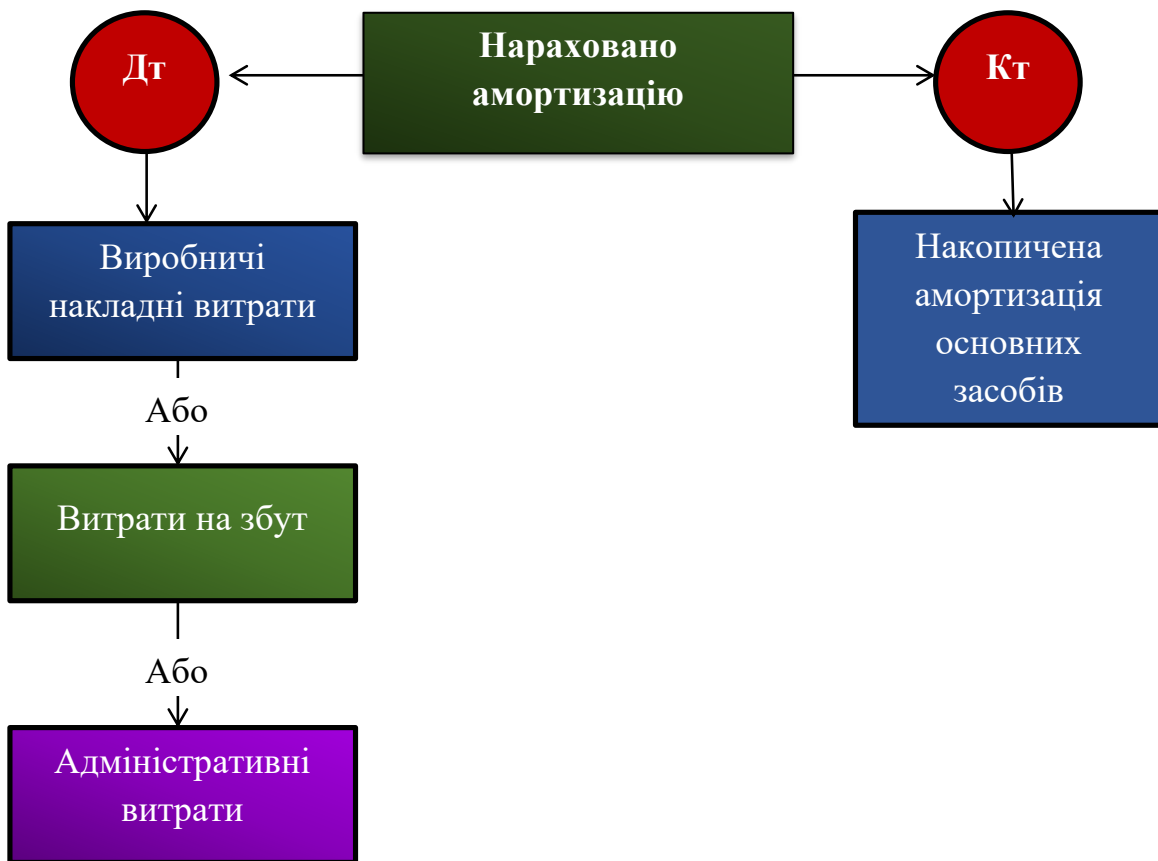 Дт
Нараховано
амортизацію
Кт
Виробничі
накладні витрати
Або
Витрати на збут
Або
Адміністративні
витрати
Накопичена
амортизація
основних
засобів